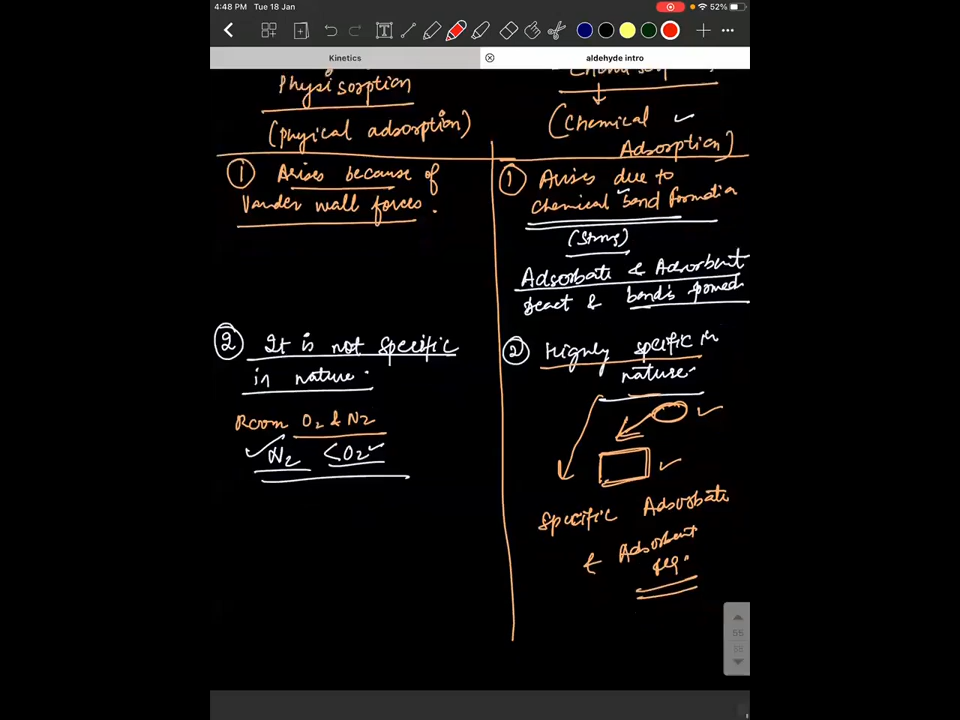 4:48 PM Tue 18 Jan
52%
Kinetics
aldehyde intro
Physisorption
(physical adsorption)
(Chemical
Adsorption)
① Arises because of
Vander wall forces.
① Arises due to
chemical bond formation
(strong)
Adsorbate & Adsorbent
react & bonds formed
② It is not specific
in nature.
② Highly specific in
nature.
Room O2 & N2
N2 < O2
Specific Adsorbate
& Adsorbent
req.
55
56